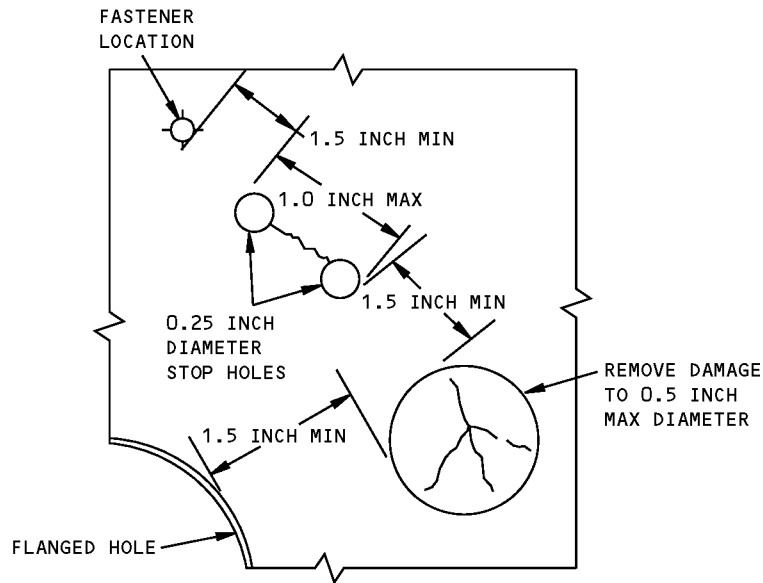 FASTENER
LOCATION
1.5 INCH MIN
1.0 INCH MAX
1.5 INCH MIN
0.25 INCH
DIAMETER
STOP HOLES
REMOVE DAMAGE
TO 0.5 INCH
MAX DIAMETER
1.5 INCH MIN
FLANGED HOLE